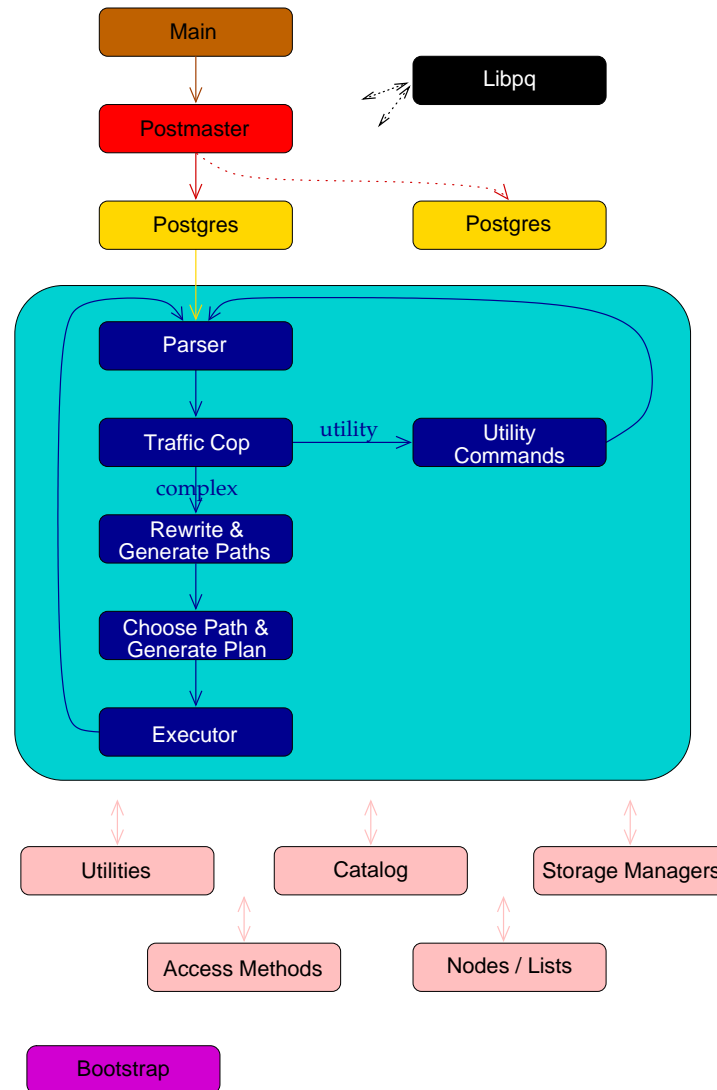 Main
Libpq
Postmaster
Postgres
Postgres
Parser
Traffic Cop
utility
Utility
Commands
complex
Rewrite &
Generate Paths
Choose Path &
Generate Plan
Executor
Utilities
Catalog
Storage Managers
Access Methods
Nodes / Lists
Bootstrap